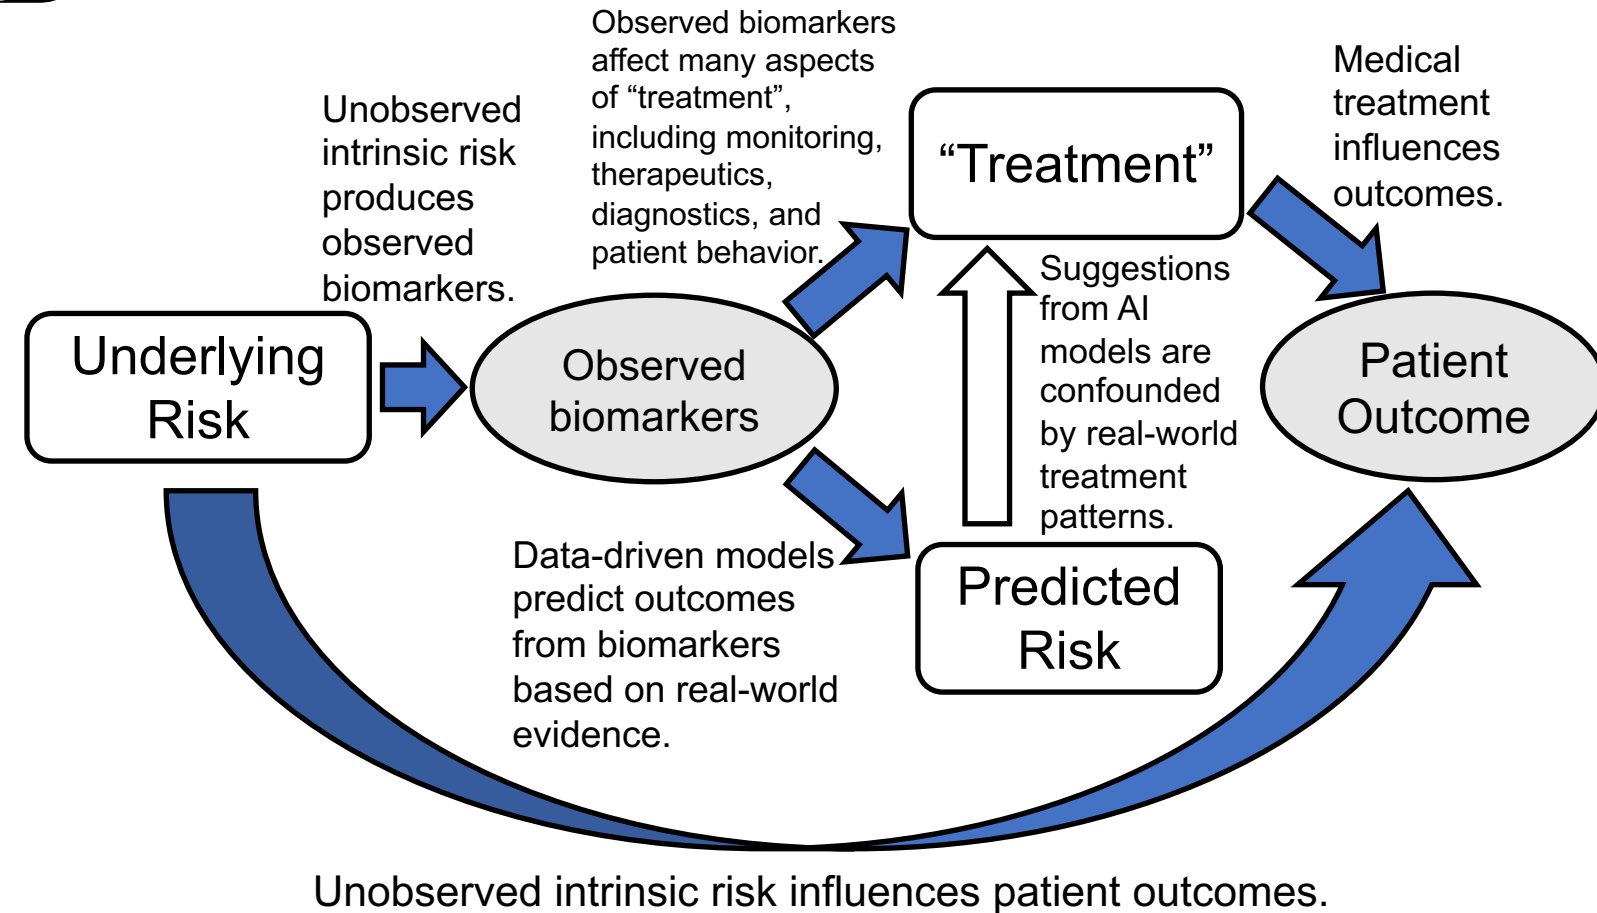 Observed biomarkers
affect many aspects
of “treatment”,
including monitoring,
therapeutics,
diagnostics, and
patient behavior.
Unobserved
intrinsic risk
produces
observed
biomarkers.
“Treatment”
Medical
treatment
influences
outcomes.
Underlying
Risk
Observed
biomarkers
Suggestions
from AI
models are
confounded
by real-world
treatment
patterns.
Patient
Outcome
Data-driven models
predict outcomes
from biomarkers
based on real-world
evidence.
Predicted
Risk
Unobserved intrinsic risk influences patient outcomes.